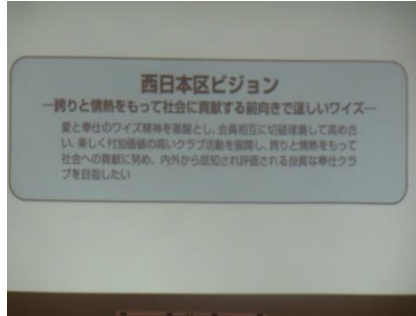 西日本区ビジョン
―誇りと情熱をもって社会に貢献する前向きで逞しいワイズ―
愛と奉仕のワイズ精神を基盤とし、会員相互に切磋琢磨して高め合
い、楽しく付加価値の高いクラブ活動を展開し、誇りと情熱をもって
社会への貢献に努め、内外から認知され評価される良質な奉仕クラ
ブを目指したい